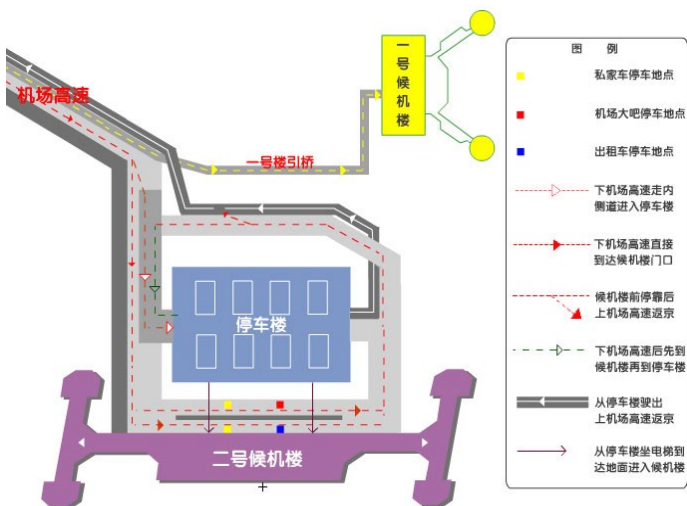 一号候机楼
机场高速
一号楼引桥
停车楼
二号候机楼
图 例
私家车停车地点
机场大吧停车地点
出租车停车地点
下机场高速走内
侧道进入停车楼
下机场高速直接
到达候机楼门口
候机楼前停靠后
上机场高速返京
下机场高速后先到
候机楼再到停车楼
从停车楼驶出
上机场高速返京
从停车楼坐电梯到
达地面进入候机楼